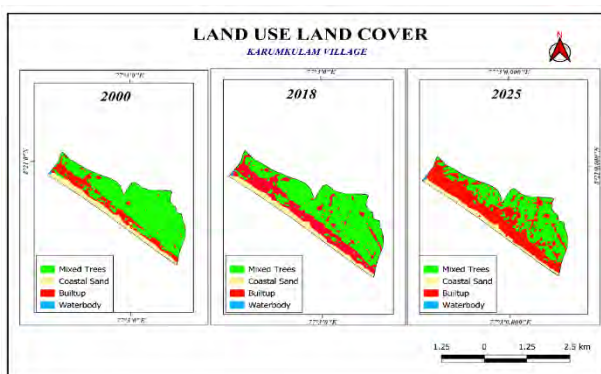 LAND USE LAND COVER
KARUMKULAM VILLAGE
N
2000
2018
2025
Mixed Trees
Coastal Sand
Builtup
Waterbody
Mixed Trees
Coastal Sand
Builtup
Waterbody
Mixed Trees
Coastal Sand
Builtup
Waterbody
1.25 0 1.25 2.5 km